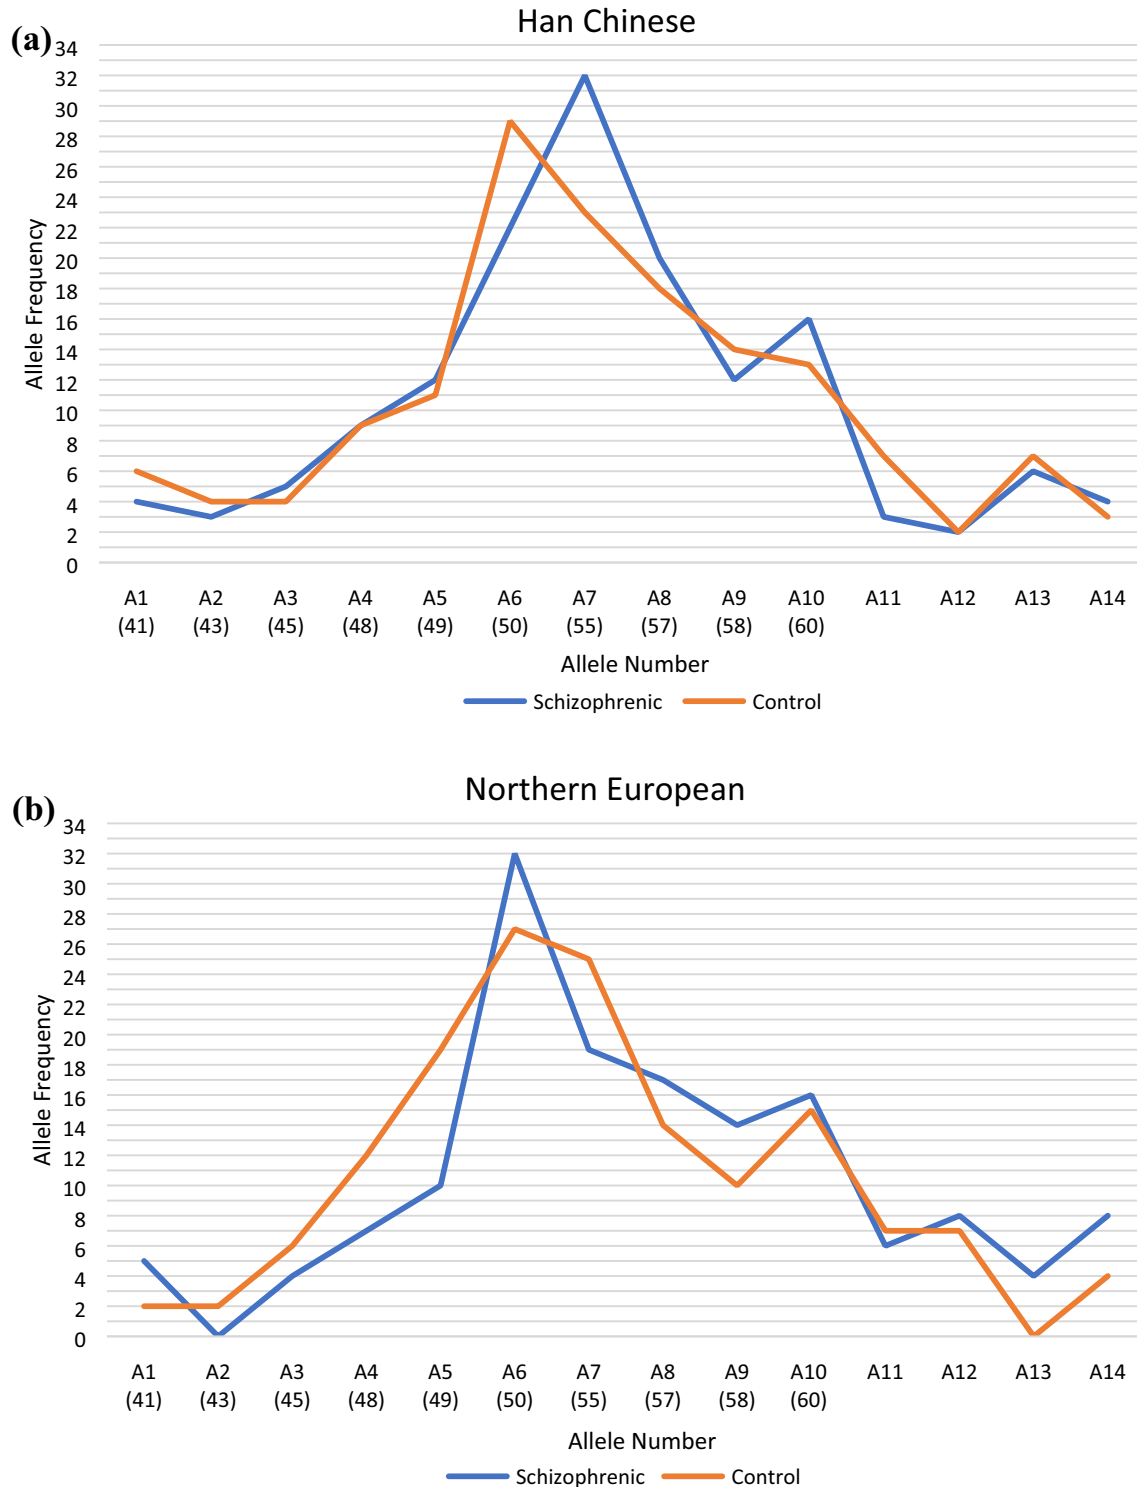 (a)
Han Chinese
34
32
30
28
26
24
22
20
18
16
14
12
10
8
6
4
2
0
Allele Frequency
A1 A2 A3 A4 A5 A6 A7 A8 A9 A10 A11 A12 A13 A14
(41) (43) (45) (48) (49) (50) (55) (57) (58) (60)
Allele Number
Schizophrenic Control
(b)
Northern European
34
32
30
28
26
24
22
20
18
16
14
12
10
8
6
4
2
0
Allele Frequency
A1 A2 A3 A4 A5 A6 A7 A8 A9 A10 A11 A12 A13 A14
(41) (43) (45) (48) (49) (50) (55) (57) (58) (60)
Allele Number
Schizophrenic Control